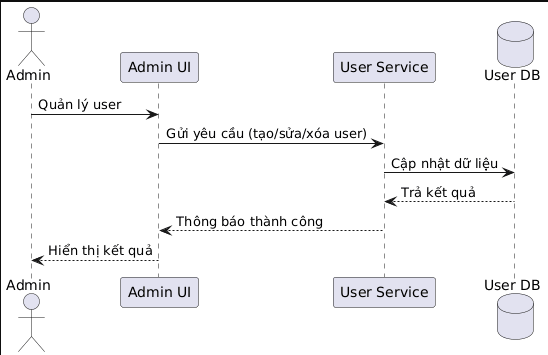 Admin
Admin UI
User Service
User DB
Quản lý user
Gửi yêu cầu (tạo/sửa/xóa user)
Cập nhật dữ liệu
Trả kết quả
Thông báo thành công
Hiển thị kết quả
Admin
Admin UI
User Service
User DB